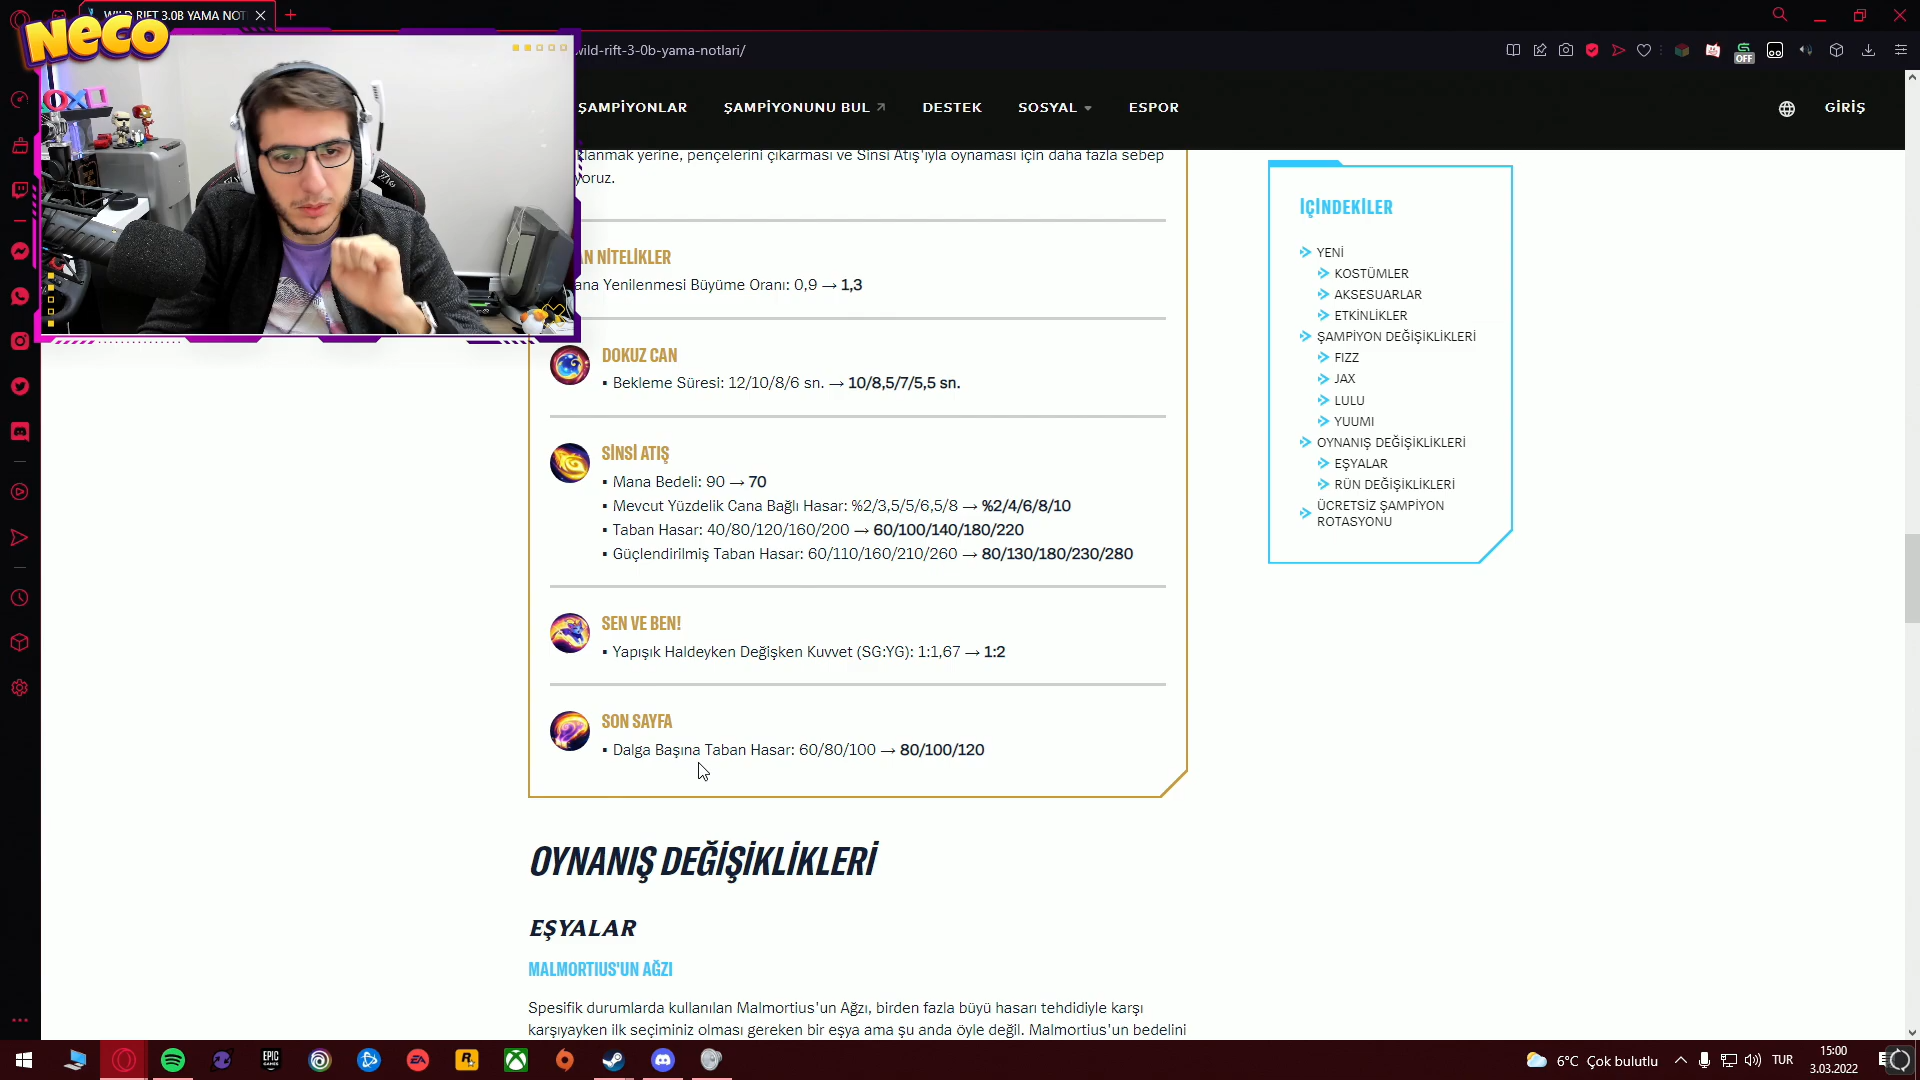 WILD RIFT 3.0B YAMA NOT
Neco
wild-rift-3-0b-yama-notlari/
OFF
ŞAMPİYONLAR
ŞAMPİYONUNU BUL
DESTEK
SOSYAL
ESPOR
GİRİŞ
lanmak yerine, pençelerini çıkarması ve Sinsi Atış'ıyla oynaması için daha fazla sebep
yoruz.
AN NİTELİKLER
ana Yenilenmesi Büyüme Oranı: 0,9 → 1,3
DOKUZ CAN
▪ Bekleme Süresi: 12/10/8/6 sn. → 10/8,5/7/5,5 sn.
SİNSİ ATIŞ
▪ Mana Bedeli: 90 → 70
▪ Mevcut Yüzdelik Cana Bağlı Hasar: %2/3,5/5/6,5/8 → %2/4/6/8/10
▪ Taban Hasar: 40/80/120/160/200 → 60/100/140/180/220
▪ Güçlendirilmiş Taban Hasar: 60/110/160/210/260 → 80/130/180/230/280
SEN VE BEN!
▪ Yapışık Haldeyken Değişken Kuvvet (SG:YG): 1:1,67 → 1:2
SON SAYFA
▪ Dalga Başına Taban Hasar: 60/80/100 → 80/100/120
OYNANIŞ DEĞİŞİKLİKLERİ
EŞYALAR
MALMORTIUS'UN AĞZI
Spesifik durumlarda kullanılan Malmortius'un Ağzı, birden fazla büyü hasarı tehdidiyle karşı
karşıyayken ilk seçiminiz olması gereken bir eşya ama şu anda öyle değil. Malmortius'un bedelini
İÇİNDEKİLER
YENİ
KOSTÜMLER
AKSESUARLAR
ETKİNLİKLER
ŞAMPİYON DEĞİŞİKLİKLERİ
FIZZ
JAX
LULU
YUUMI
OYNANIŞ DEĞİŞİKLİKLERİ
EŞYALAR
RÜN DEĞİŞİKLİKLERİ
ÜCRETSİZ ŞAMPİYON
ROTASYONU
EPIC
GAMES
EA
R
6°C Çok bulutlu
TUR
15:00
3.03.2022